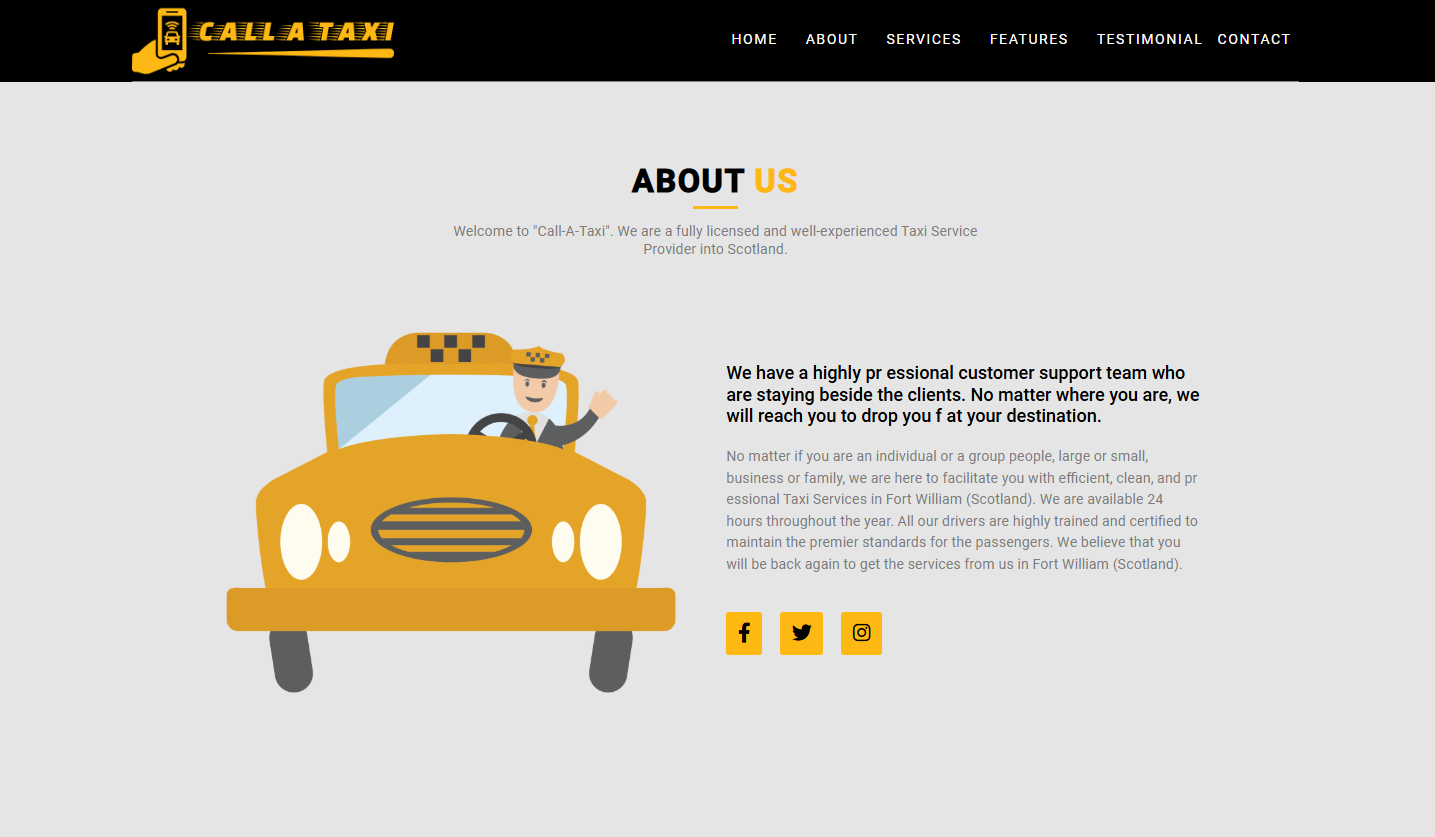 CALL A TAXI
HOME ABOUT SERVICES FEATURES TESTIMONIAL CONTACT
ABOUT US
Welcome to "Call-A-Taxi". We are a fully licensed and well-experienced Taxi Service
Provider into Scotland.
We have a highly pr essional customer support team who
are staying beside the clients. No matter where you are, we
will reach you to drop you f at your destination.
No matter if you are an individual or a group people, large or small,
business or family, we are here to facilitate you with efficient, clean, and pr
essional Taxi Services in Fort William (Scotland). We are available 24
hours throughout the year. All our drivers are highly trained and certified to
maintain the premier standards for the passengers. We believe that you
will be back again to get the services from us in Fort William (Scotland).